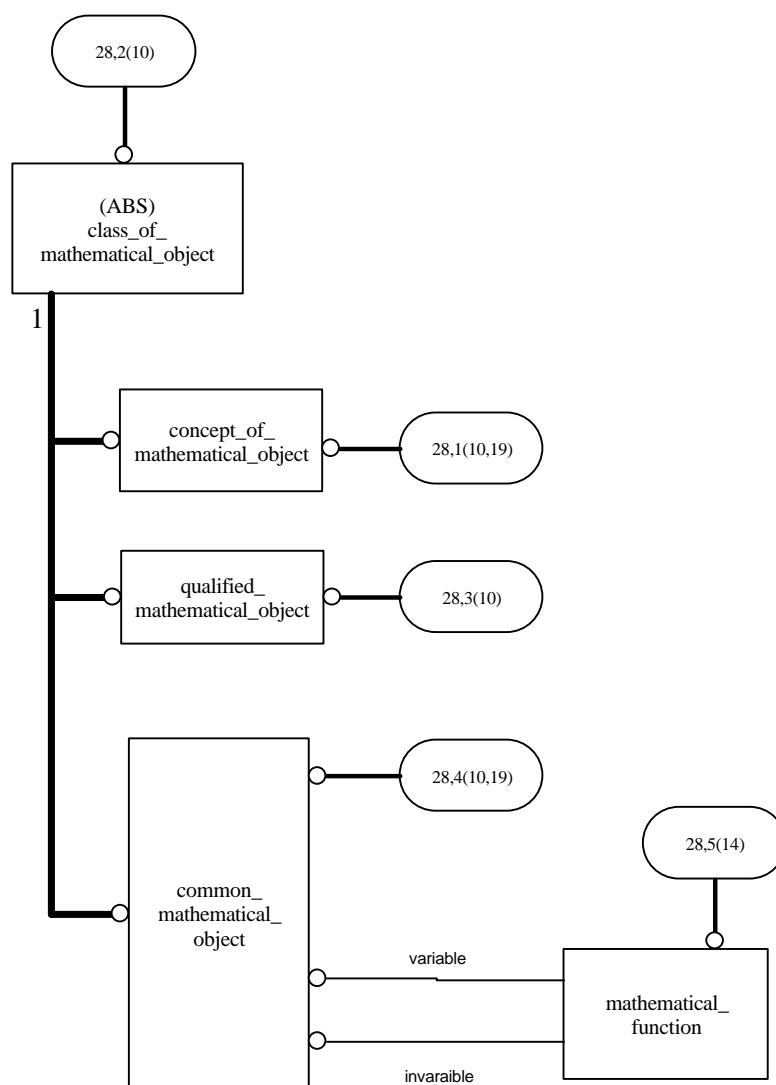 28,2(10)
(ABS)
class_of_
mathematical_object
1
concept_of_
mathematical_object
28,1(10,19)
qualified_
mathematical_object
28,3(10)
28,4(10,19)
28,5(14)
common_
mathematical_
object
variable
mathematical_
function
invaraible